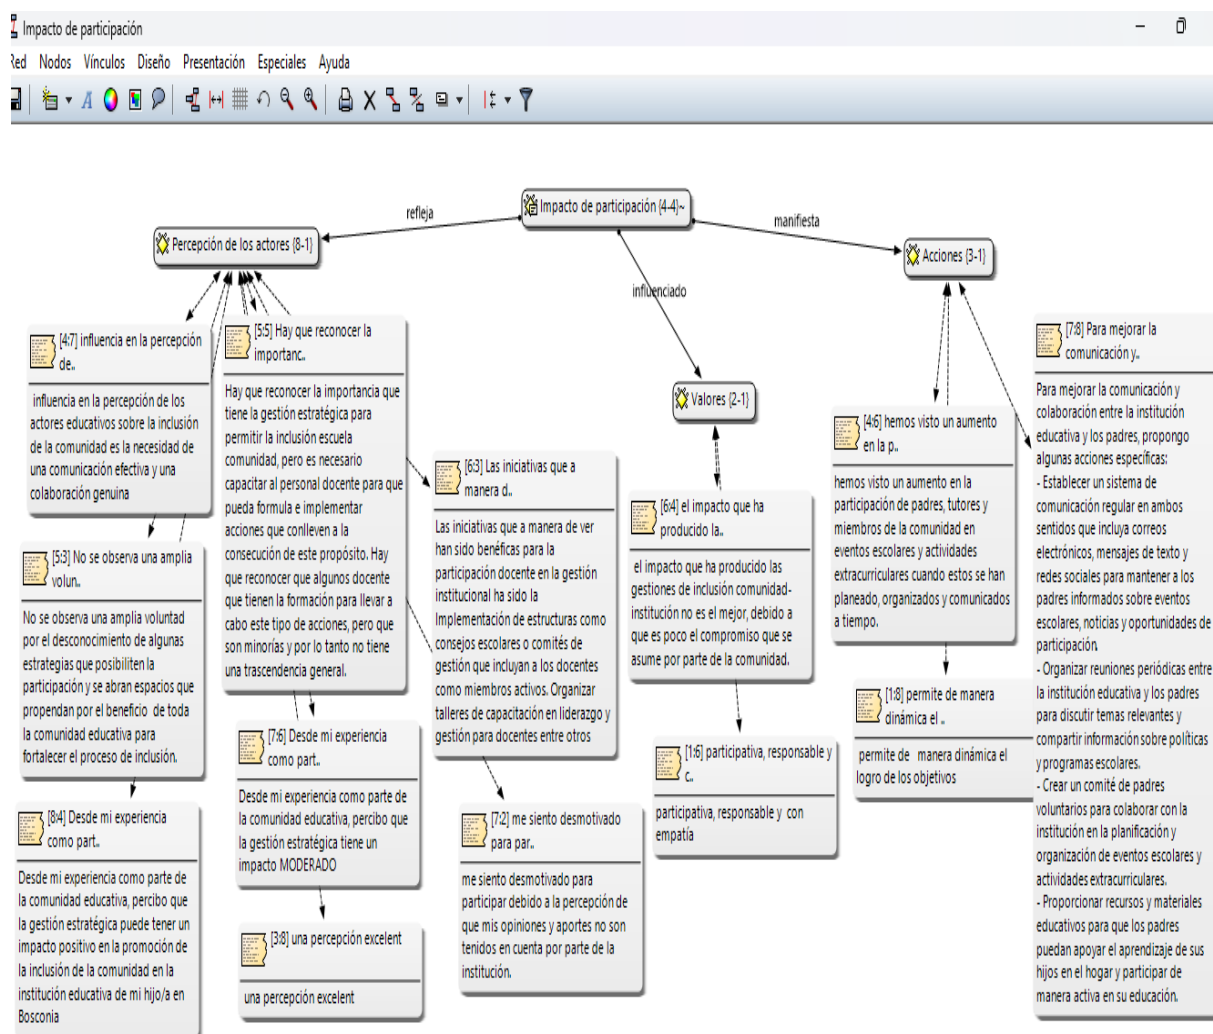 Impacto de participación
Red Nodos Vínculos Diseño Presentación Especiales Ayuda
Impacto de participación {4-4}~
refleja
manifiesta
influenciado
Percepción de los actores {8-1}
Acciones {3-1}
Valores {2-1}
[4:7] influencia en la percepción
de..
influencia en la percepción de los
actores educativos sobre la inclusión
de la comunidad es la necesidad de
una comunicación efectiva y una
colaboración genuina
[5:3] No se observa una amplia
volun..
No se observa una amplia voluntad
por el desconocimiento de algunas
estrategias que posibiliten la
participación y se abran espacios que
propendan por el beneficio de toda
la comunidad educativa para
fortalecer el proceso de inclusión.
[8:4] Desde mi experiencia
como part..
Desde mi experiencia como parte de
la comunidad educativa, percibo que
la gestión estratégica puede tener un
impacto positivo en la promoción de
la inclusión de la comunidad en la
institución educativa de mi hijo/a en
Bosconia
[5:5] Hay que reconocer la
importanc..
Hay que reconocer la importancia que
tiene la gestión estratégica para
permitir la inclusión escuela
comunidad, pero es necesario
capacitar al personal docente para que
pueda formula e implementar
acciones que conlleven a la
consecución de este propósito. Hay
que reconocer que algunos docente
que tienen la formación para llevar a
cabo este tipo de acciones, pero que
son minorías y por lo tanto no tiene
una trascendencia general.
[7:6] Desde mi experiencia
como part..
Desde mi experiencia como parte de
la comunidad educativa, percibo que
la gestión estratégica tiene un
impacto MODERADO
[3:8] una percepción excelent
una percepción excelent
[6:3] Las iniciativas que a
manera d..
Las iniciativas que a manera de ver
han sido benéficas para la
participación docente en la gestión
institucional ha sido la
Implementación de estructuras como
consejos escolares o comités de
gestión que incluyan a los docentes
como miembros activos. Organizar
talleres de capacitación en liderazgo y
gestión para docentes entre otros
[7:2] me siento desmotivado
para par..
me siento desmotivado para
participar debido a la percepción de
que mis opiniones y aportes no son
tenidos en cuenta por parte de la
institución.
[6:4] el impacto que ha
producido la..
el impacto que ha producido las
gestiones de inclusión comunidad-
institución no es el mejor, debido a
que es poco el compromiso que se
asume por parte de la comunidad.
[1:6] participativa, responsable y
c..
participativa, responsable y con
empatía
[4:6] hemos visto un aumento
en la p..
hemos visto un aumento en la
participación de padres, tutores y
miembros de la comunidad en
eventos escolares y actividades
extracurriculares cuando estos se han
planeado, organizados y comunicados
a tiempo.
[1:8] permite de manera
dinámica el ..
permite de manera dinámica el
logro de los objetivos
[7:8] Para mejorar la
comunicación y..
Para mejorar la comunicación y
colaboración entre la institución
educativa y los padres, propongo
algunas acciones específicas:
- Establecer un sistema de
comunicación regular en ambos
sentidos que incluya correos
electrónicos, mensajes de texto y
redes sociales para mantener a los
padres informados sobre eventos
escolares, noticias y oportunidades de
participación.
- Organizar reuniones periódicas entre
la institución educativa y los padres
para discutir temas relevantes y
compartir información sobre políticas
y programas escolares.
- Crear un comité de padres
voluntarios para colaborar con la
institución en la planificación y
organización de eventos escolares y
actividades extracurriculares.
- Proporcionar recursos y materiales
educativos para que los padres
puedan apoyar el aprendizaje de sus
hijos en el hogar y participar de
manera activa en su educación.